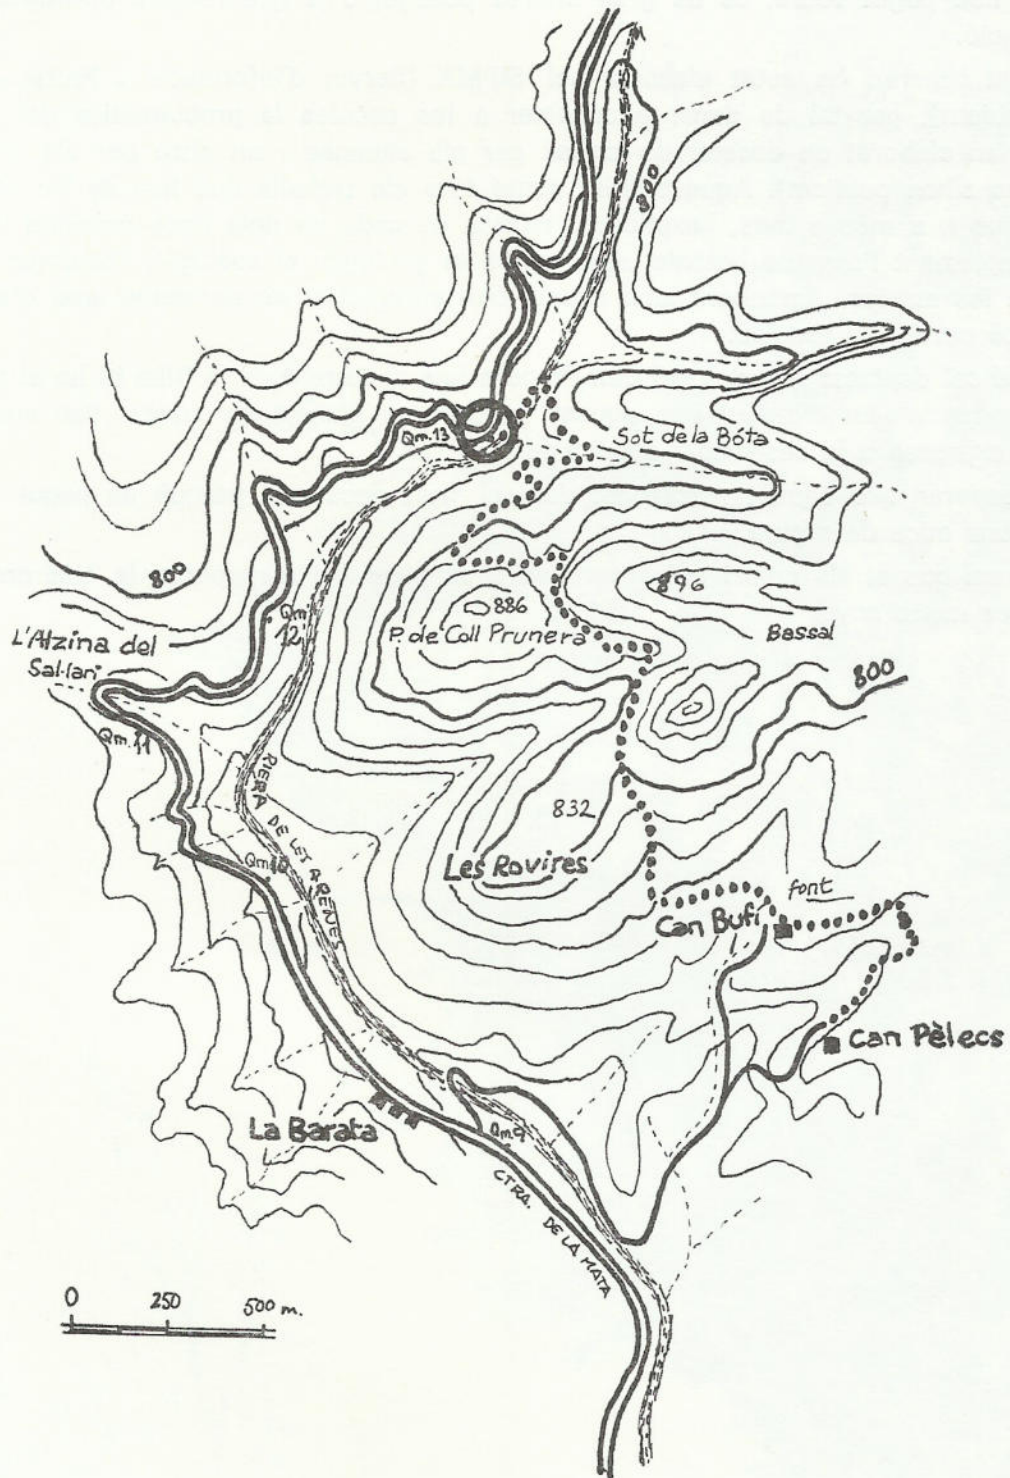 800
Qm.13
Sot de la Bóta
800
896
886
Qm.
12
P. de Coll Prunera
Bassal
L'Alzina del
Sal·lari
800
Qm.11
RIERA DE LES ARENES
832
Qm.10
Les Rovires
font
Can Bufí
Can Pèlecs
La Barata
Qm.9
CTRA. DE LA MATA
0 250 500 m.